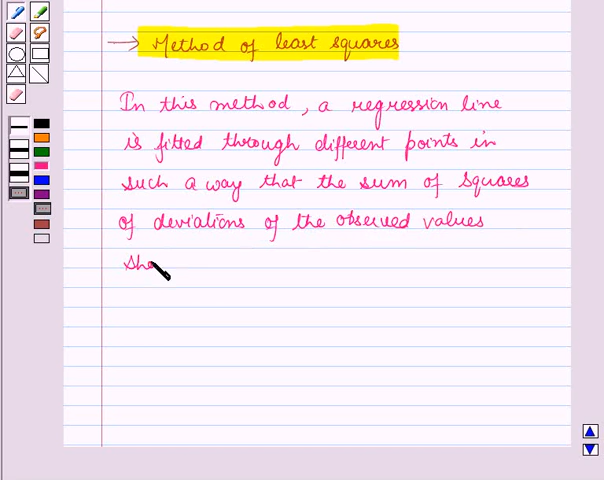 → Method of least squares
In this method, a regression line
is fitted through different points in
such a way that the sum of squares
of deviations of the observed values
sho